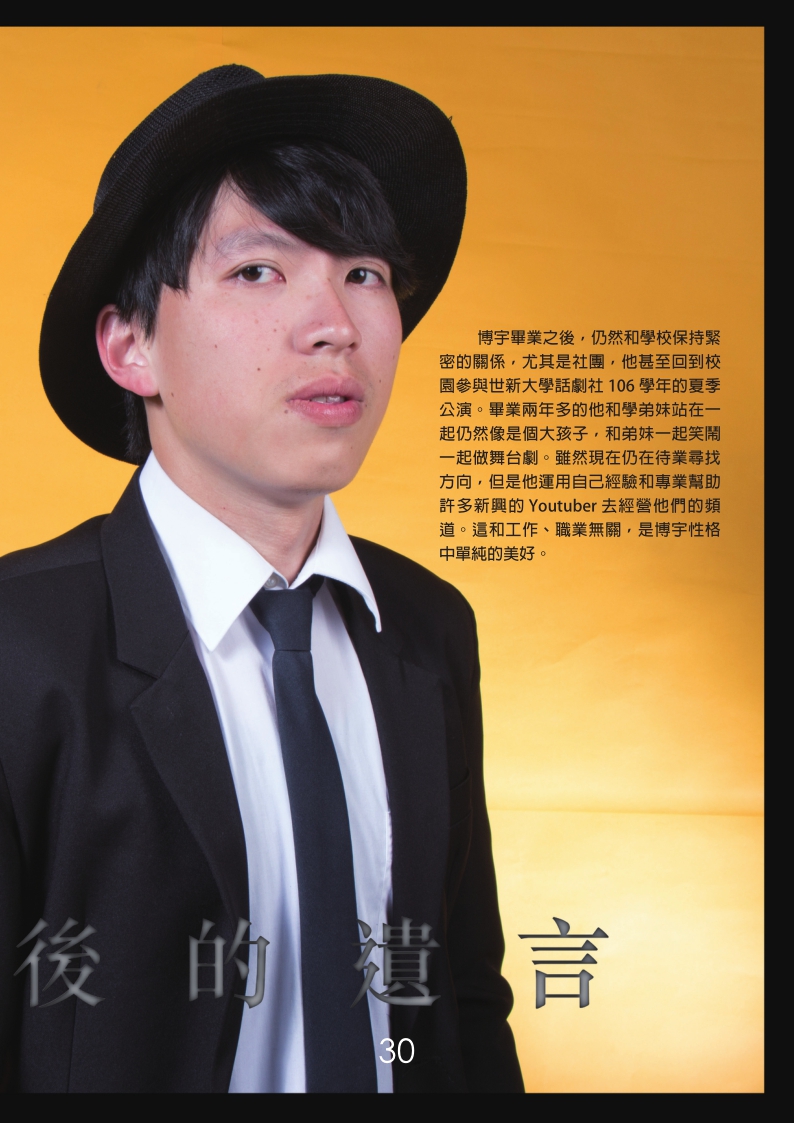 博宇畢業之後，仍然和學校保持緊
密的關係，尤其是社團，他甚至回到校
園參與世新大學話劇社 106 學年的夏季
公演。畢業兩年多的他和學弟妹站在一
起仍然像是個大孩子，和弟妹一起笑鬧
一起做舞台劇。雖然現在仍在待業尋找
方向，但是他運用自己經驗和專業幫助
許多新興的 Youtuber 去經營他們的頻
道。這和工作、職業無關，是博宇性格
中單純的美好。
後的遺言
30